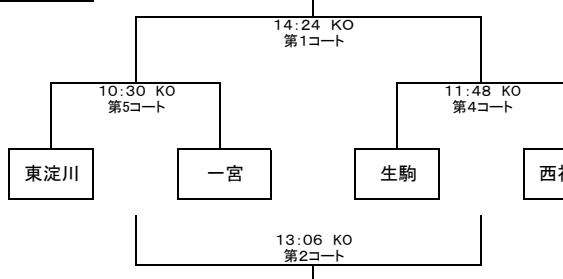 14:24 KO
第1コート
10:30 KO
第5コート
11:48 KO
第4コート
東淀川
一宮
生駒
西
13:06 KO
第2コート